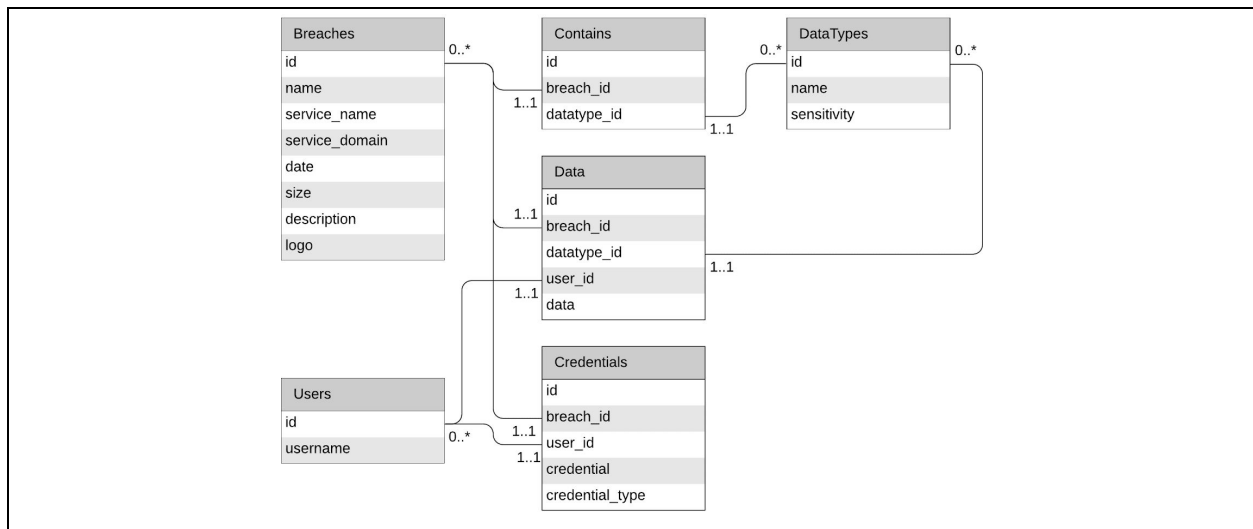 Breaches
0..*
id
name
service_name
service_domain
date
size
description
logo
Contains
id
1..1
breach_id
datatype_id
1..1
DataTypes
0..*
0..*
id
name
sensitivity
Data
id
1..1
breach_id
datatype_id
1..1
user_id
1..1
data
Users
id
0..*
username
Credentials
id
breach_id
1..1
user_id
1..1
credential
credential_type